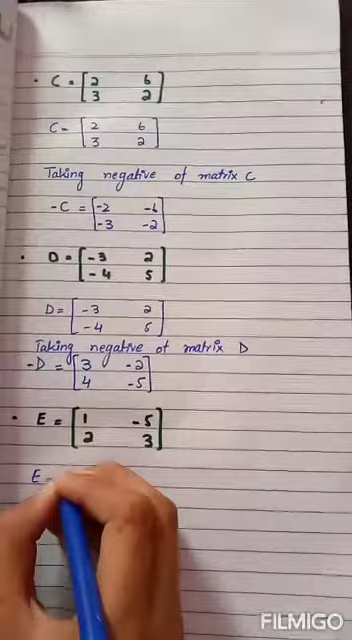 • C = [2 6
3 2]
C = [2 6
3 2]
Taking negative of matrix C
-C = [-2 -6
-3 -2]
• D = [-3 2
-4 5]
D = [-3 2
-4 5]
Taking negative of matrix D
-D = [3 -2
4 -5]
• E = [1 -5
2 3]
E =
FILMIGO